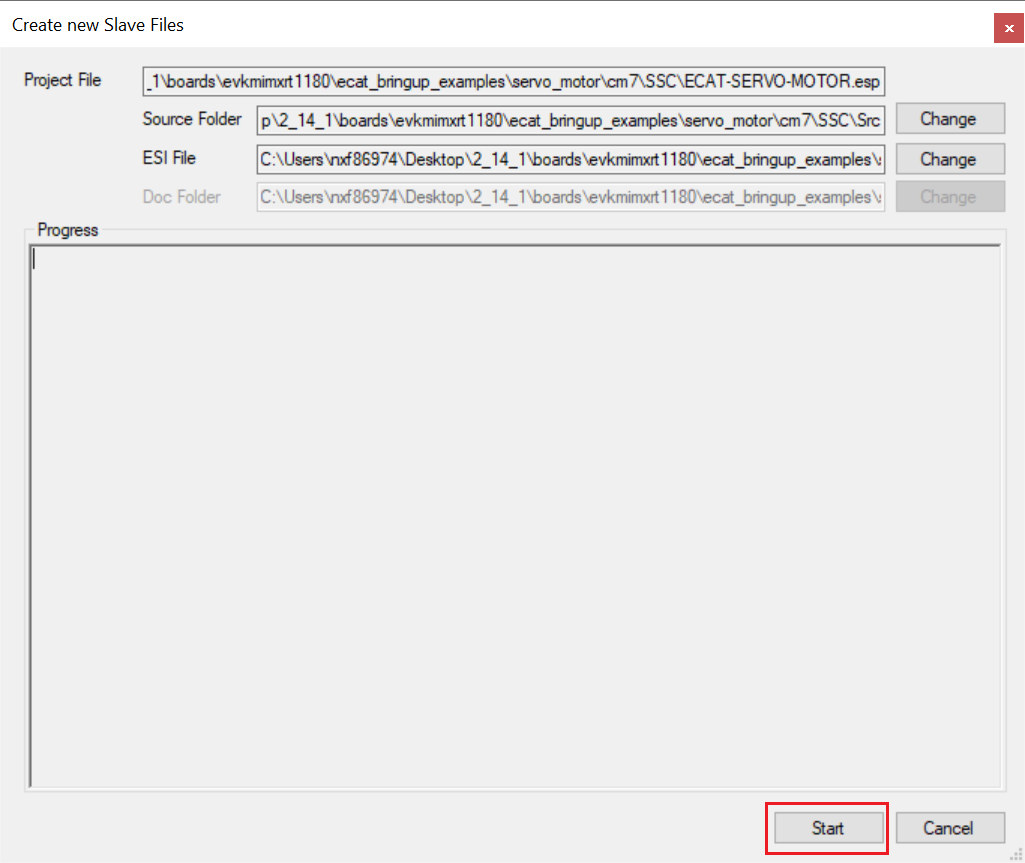 Create new Slave Files
Project File _1\boards\evkmimxrt1180\ecat_bringup_examples\servo_motor\cm7\SSC\ECAT-SERVO-MOTOR.esp
Source Folder p\2_14_1\boards\evkmimxrt1180\ecat_bringup_examples\servo_motor\cm7\SSC\Src Change
ESI File C:\Users\nxf86974\Desktop\2_14_1\boards\evkmimxrt1180\ecat_bringup_examples\ Change
Doc Folder C:\Users\nxf86974\Desktop\2_14_1\boards\evkmimxrt1180\ecat_bringup_examples\ Change
Progress
Start Cancel